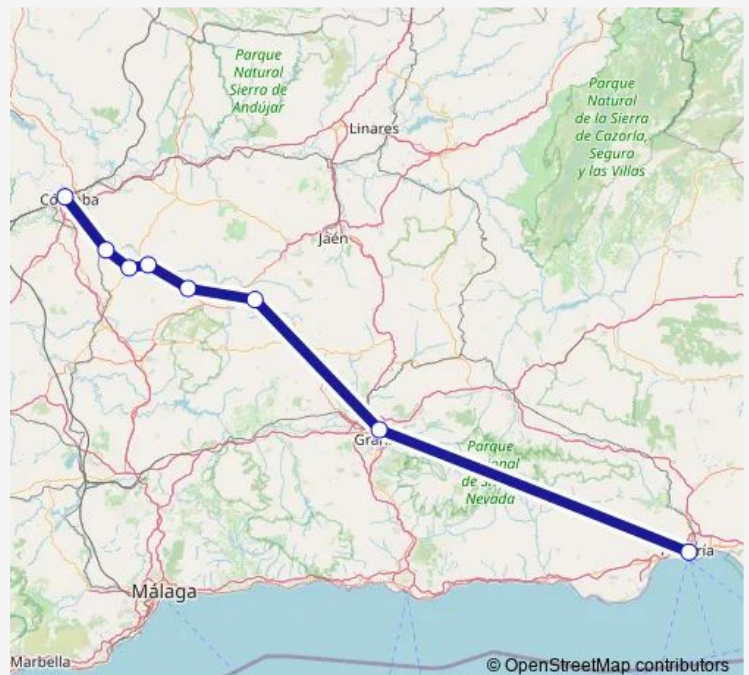 Parque
Natural
Sierra de
Andújar
Parque
Natural
de la Sierra
de Cazorla,
Segura
y las Villas
Linares
Jaén
Parque
de
Nevada
Málaga
Marbella
© OpenStreetMap contributors